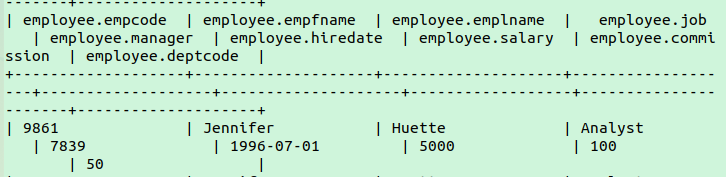 -------+--------------------+
| employee.empcode  | employee.empfname  | employee.emplname  |   employee.job
   | employee.manager  | employee.hiredate  | employee.salary  | employee.commi
ssion  | employee.deptcode  |
+-------------------+--------------------+--------------------+----------------
---+-------------------+--------------------+------------------+---------------
-------+--------------------+
| 9861              | Jennifer           | Huette             | Analyst
   | 7839              | 1996-07-01         | 5000             | 100
       | 50                 |